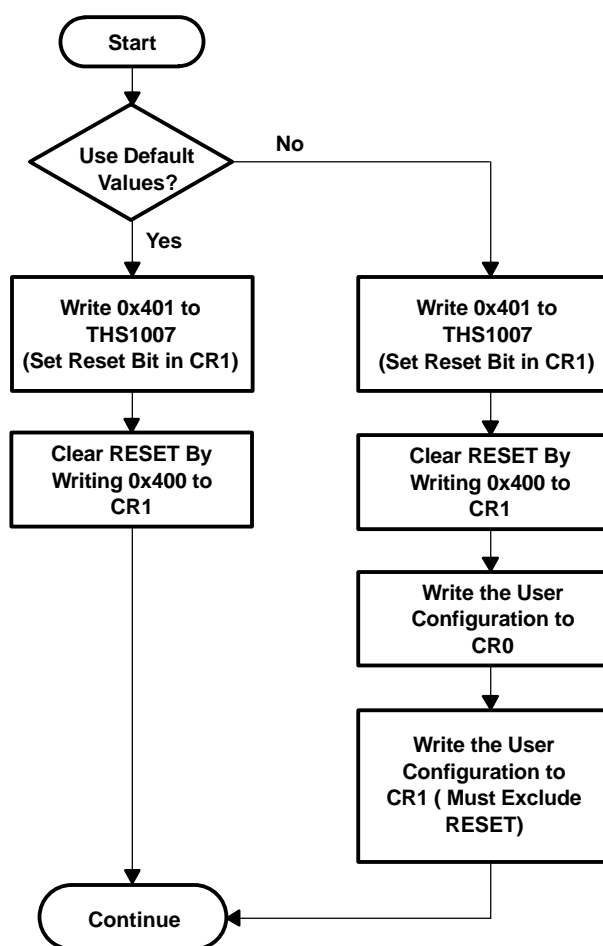 Start
Use Default
Values?
No
Yes
Write 0x401 to
THS1007
(Set Reset Bit in CR1)
Clear RESET By
Writing 0x400 to
CR1
Write 0x401 to
THS1007
(Set Reset Bit in CR1)
Clear RESET By
Writing 0x400 to
CR1
Write the User
Configuration to
CR0
Write the User
Configuration to
CR1 ( Must Exclude
RESET)
Continue